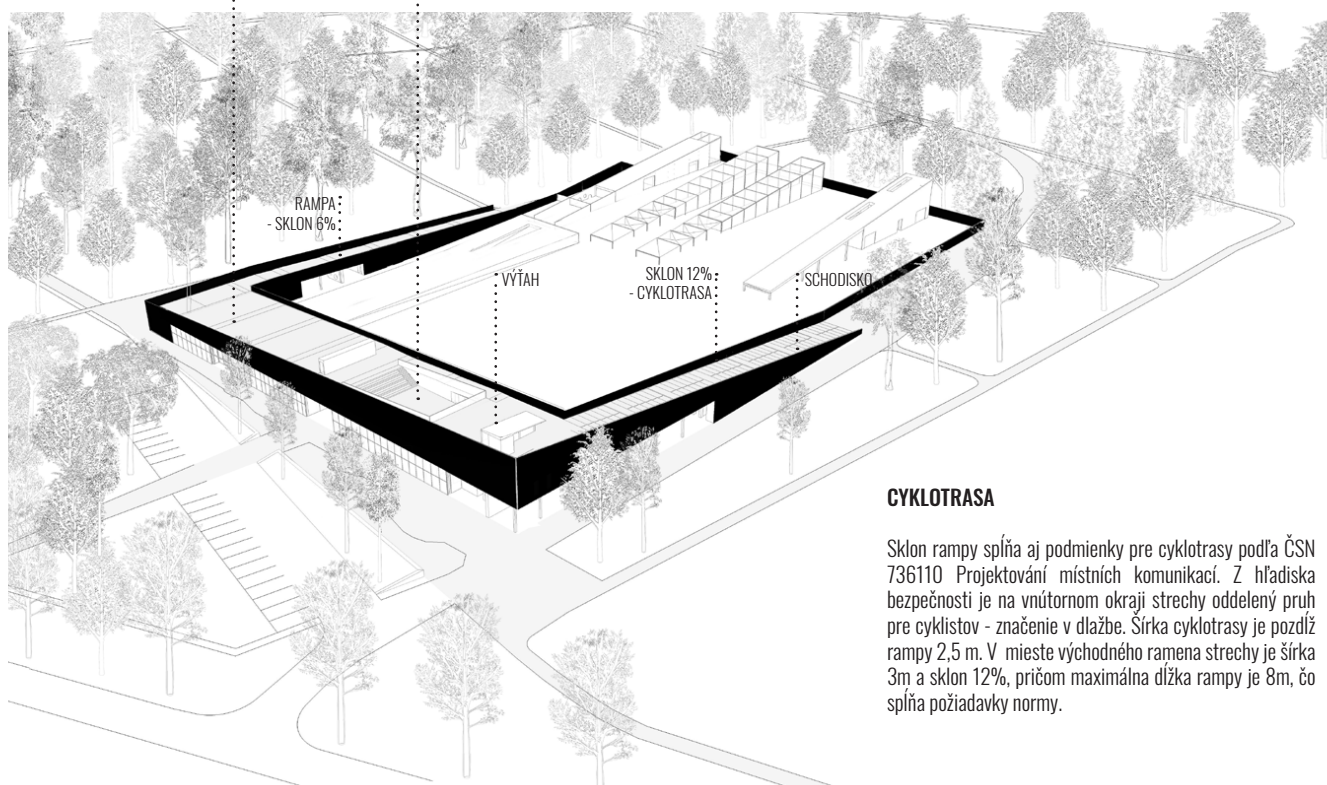 RAMPA
- SKLON 6%
VÝŤAH
SKLON 12%
- CYKLOTRASA
SCHODISKO
CYKLOTRASA
Sklon rampy spĺňa aj podmienky pre cyklotrasy podľa ČSN
736110 Projektování místních komunikací. Z hľadiska
bezpečnosti je na vnútornom okraji strechy oddelený pruh
pre cyklistov - značenie v dlažbe. Šírka cyklotrasy je pozdĺž
rampy 2,5 m. V mieste východného ramena strechy je šírka
3m a sklon 12%, pričom maximálna dĺžka rampy je 8m, čo
spĺňa požiadavky normy.